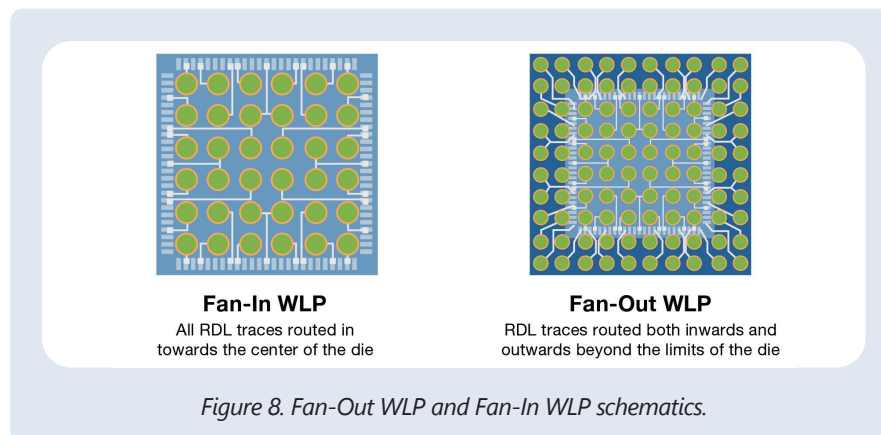 Fan-In WLP
All RDL traces routed in
towards the center of the die
Fan-Out WLP
RDL traces routed both inwards and
outwards beyond the limits of the die
Figure 8. Fan-Out WLP and Fan-In WLP schematics.